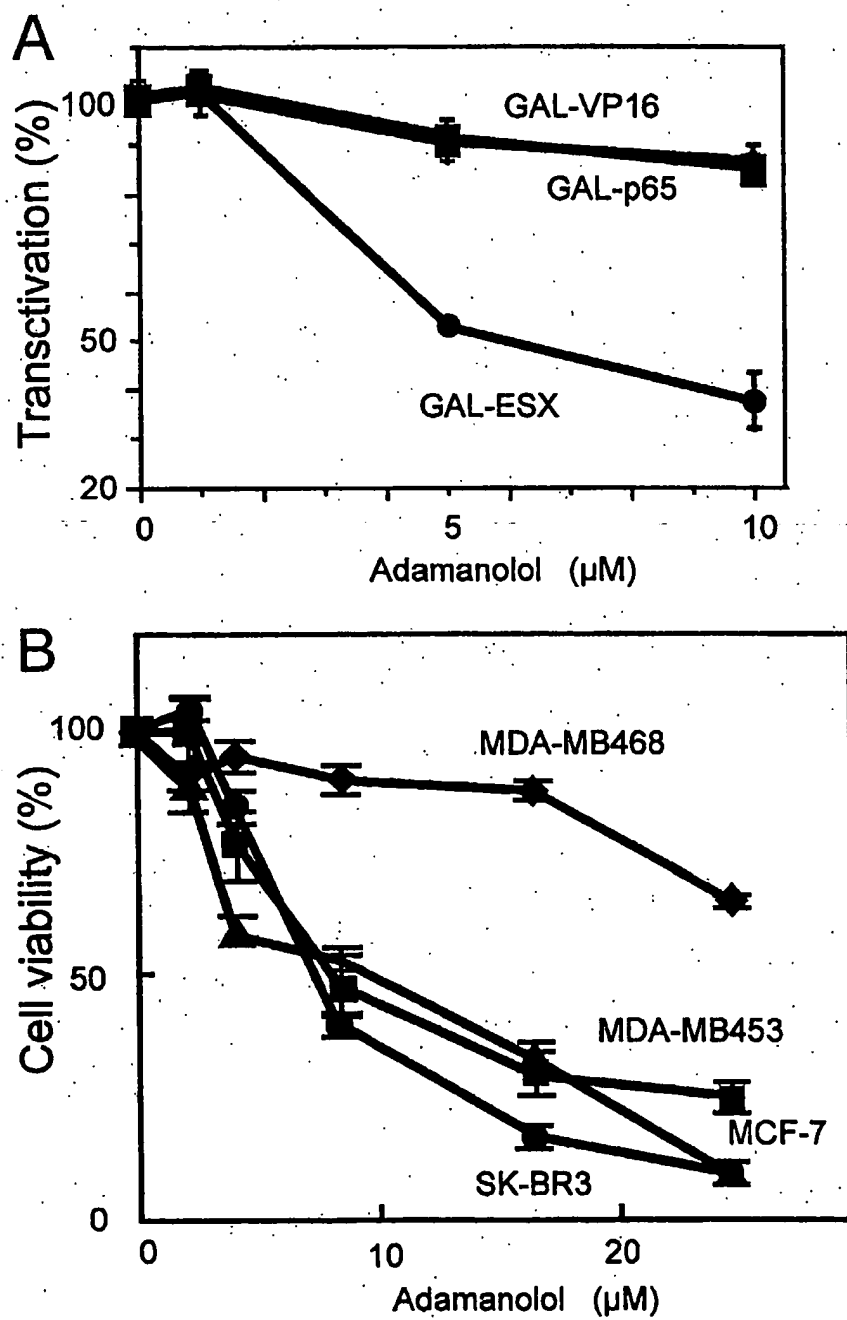 A
Transctivation (%)
100
50
20
GAL-VP16
GAL-p65
GAL-ESX
0 5 10
Adamanolol (µM)
B
Cell viability (%)
100
50
0
MDA-MB468
MDA-MB453
MCF-7
SK-BR3
0 10 20
Adamanolol (µM)